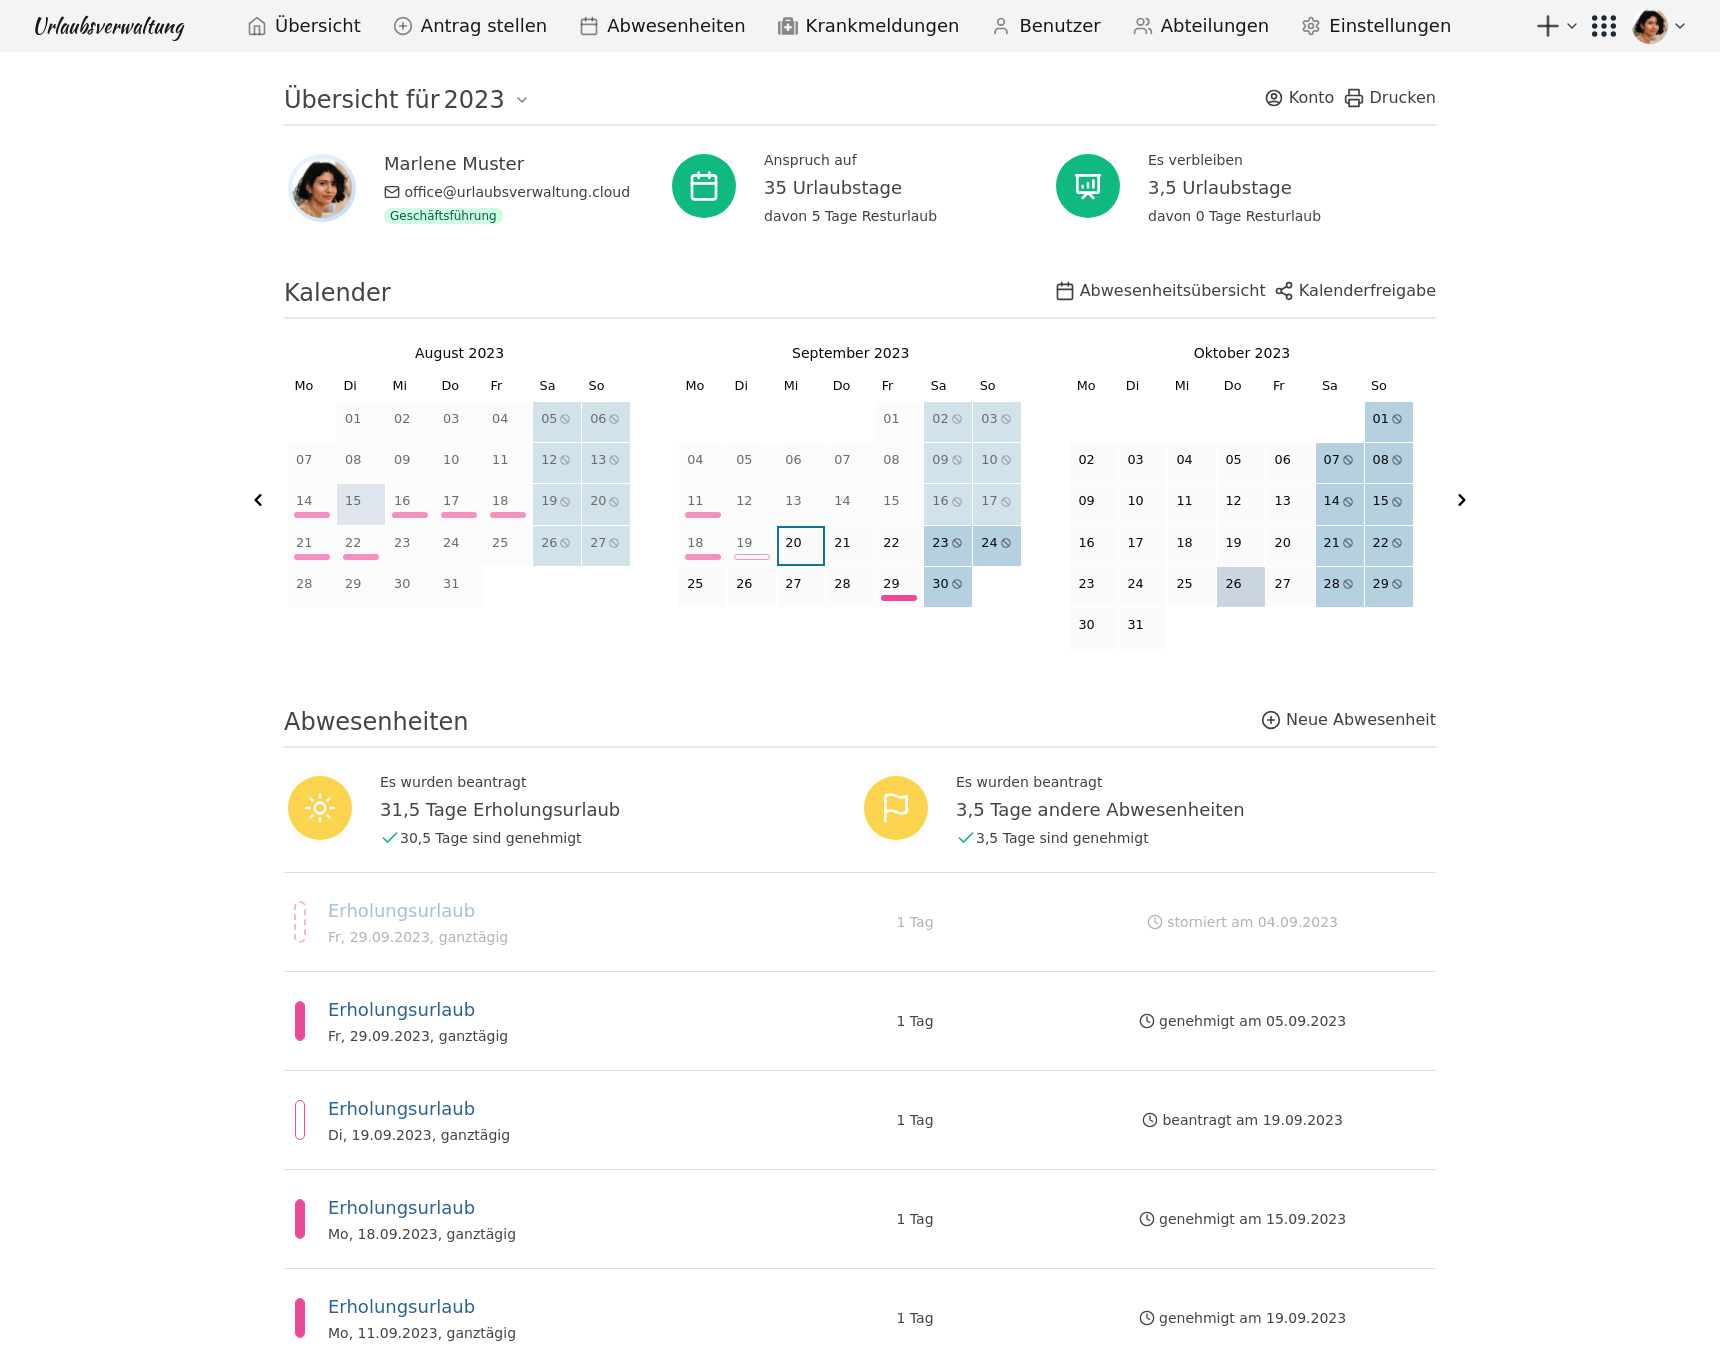 Urlaubsverwaltung Übersicht Antrag stellen Abwesenheiten Krankmeldungen Benutzer Abteilungen Einstellungen
Übersicht für 2023 Konto Drucken
Marlene Muster
office@urlaubsverwaltung.cloud
Geschäftsführung
Anspruch auf
35 Urlaubstage
davon 5 Tage Resturlaub
Es verbleiben
3,5 Urlaubstage
davon 0 Tage Resturlaub
Kalender Abwesenheitsübersicht Kalenderfreigabe
August 2023
Mo Di Mi Do Fr Sa So
01 02 03 04 05 06
07 08 09 10 11 12 13
14 15 16 17 18 19 20
21 22 23 24 25 26 27
28 29 30 31
September 2023
Mo Di Mi Do Fr Sa So
01 02 03
04 05 06 07 08 09 10
11 12 13 14 15 16 17
18 19 20 21 22 23 24
25 26 27 28 29 30
Oktober 2023
Mo Di Mi Do Fr Sa So
01
02 03 04 05 06 07 08
09 10 11 12 13 14 15
16 17 18 19 20 21 22
23 24 25 26 27 28 29
30 31
Abwesenheiten Neue Abwesenheit
Es wurden beantragt
31,5 Tage Erholungsurlaub
30,5 Tage sind genehmigt
Es wurden beantragt
3,5 Tage andere Abwesenheiten
3,5 Tage sind genehmigt
Erholungsurlaub
Fr, 29.09.2023, ganztägig
1 Tag
storniert am 04.09.2023
Erholungsurlaub
Fr, 29.09.2023, ganztägig
1 Tag
genehmigt am 05.09.2023
Erholungsurlaub
Di, 19.09.2023, ganztägig
1 Tag
beantragt am 19.09.2023
Erholungsurlaub
Mo, 18.09.2023, ganztägig
1 Tag
genehmigt am 15.09.2023
Erholungsurlaub
Mo, 11.09.2023, ganztägig
1 Tag
genehmigt am 19.09.2023